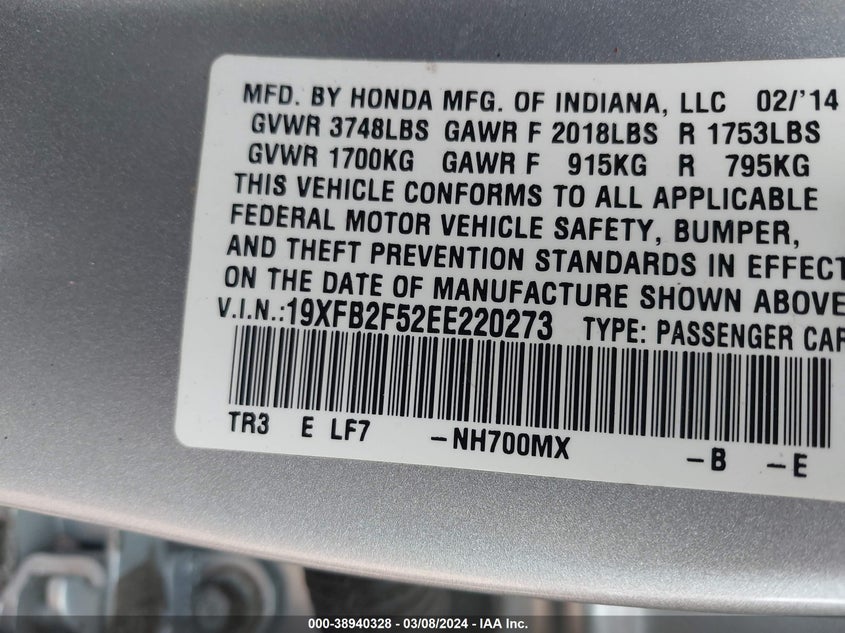 MFD. BY HONDA MFG. OF INDIANA, LLC 02/'14
GVWR 3748LBS GAWR F 2018LBS R 1753LBS
GVWR 1700KG GAWR F 915KG R 795KG
THIS VEHICLE CONFORMS TO ALL APPLICABLE
FEDERAL MOTOR VEHICLE SAFETY, BUMPER,
AND THEFT PREVENTION STANDARDS IN EFFECT
ON THE DATE OF MANUFACTURE SHOWN ABOVE
V.I.N.:19XFB2F52EE220273 TYPE: PASSENGER CAR
TR3 E LF7 -NH700MX -B -E
000-38940328 - 03/08/2024 - IAA Inc.